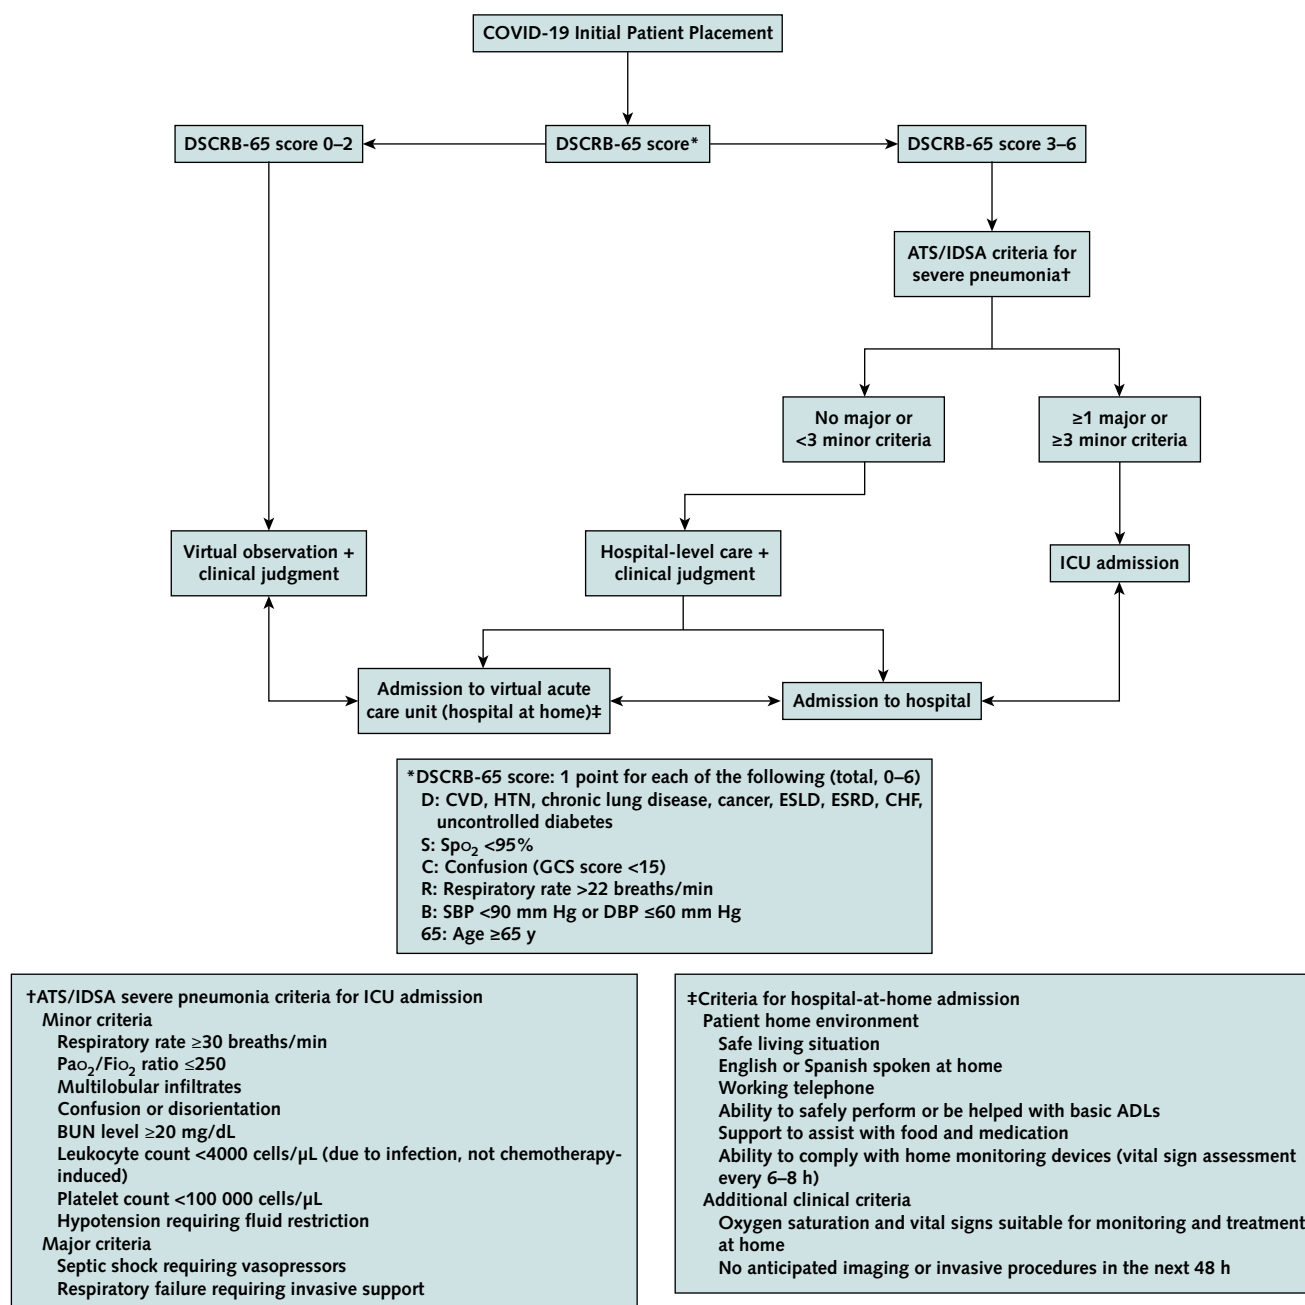 COVID-19 Initial Patient Placement
DSCRB-65 score 0–2
DSCRB-65 score*
DSCRB-65 score 3–6
ATS/IDSA criteria for
severe pneumonia†
No major or
<3 minor criteria
≥1 major or
≥3 minor criteria
Virtual observation +
clinical judgment
Hospital-level care +
clinical judgment
ICU admission
Admission to virtual acute
care unit (hospital at home)‡
Admission to hospital
*DSCRB-65 score: 1 point for each of the following (total, 0–6)
D: CVD, HTN, chronic lung disease, cancer, ESLD, ESRD, CHF,
uncontrolled diabetes
S: SpO₂ <95%
C: Confusion (GCS score <15)
R: Respiratory rate >22 breaths/min
B: SBP <90 mm Hg or DBP ≤60 mm Hg
65: Age ≥65 y
†ATS/IDSA severe pneumonia criteria for ICU admission
Minor criteria
Respiratory rate ≥30 breaths/min
PaO₂/FiO₂ ratio ≤250
Multilobular infiltrates
Confusion or disorientation
BUN level ≥20 mg/dL
Leukocyte count <4000 cells/µL (due to infection, not chemotherapy-
induced)
Platelet count <100 000 cells/µL
Hypotension requiring fluid restriction
Major criteria
Septic shock requiring vasopressors
Respiratory failure requiring invasive support
‡Criteria for hospital-at-home admission
Patient home environment
Safe living situation
English or Spanish spoken at home
Working telephone
Ability to safely perform or be helped with basic ADLs
Support to assist with food and medication
Ability to comply with home monitoring devices (vital sign assessment
every 6–8 h)
Additional clinical criteria
Oxygen saturation and vital signs suitable for monitoring and treatment
at home
No anticipated imaging or invasive procedures in the next 48 h